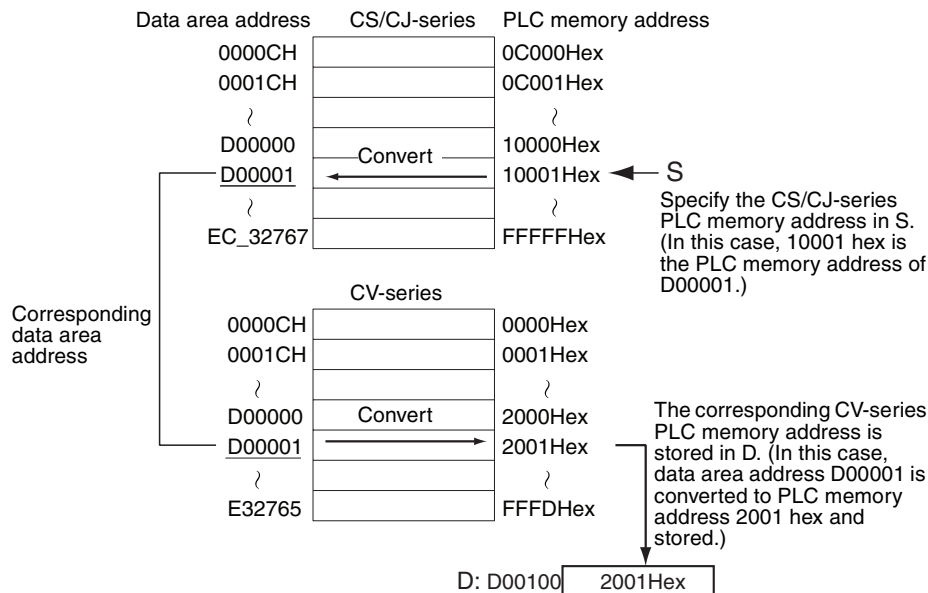 Data area address CS/CJ-series PLC memory address
0000CH 0C000Hex
0001CH 0C001Hex
~ ~
D00000 10000Hex
Convert
D00001 10001Hex S
~ ~
EC_32767 FFFFFHex
Specify the CS/CJ-series
PLC memory address in S.
(In this case, 10001 hex is
the PLC memory address of
D00001.)
Corresponding
data area
address
CV-series
0000CH 0000Hex
0001CH 0001Hex
~ ~
D00000 Convert 2000Hex
D00001 2001Hex
~ ~
E32765 FFFDHex
The corresponding CV-series
PLC memory address is
stored in D. (In this case,
data area address D00001 is
converted to PLC memory
address 2001 hex and
stored.)
D: D00100 2001Hex